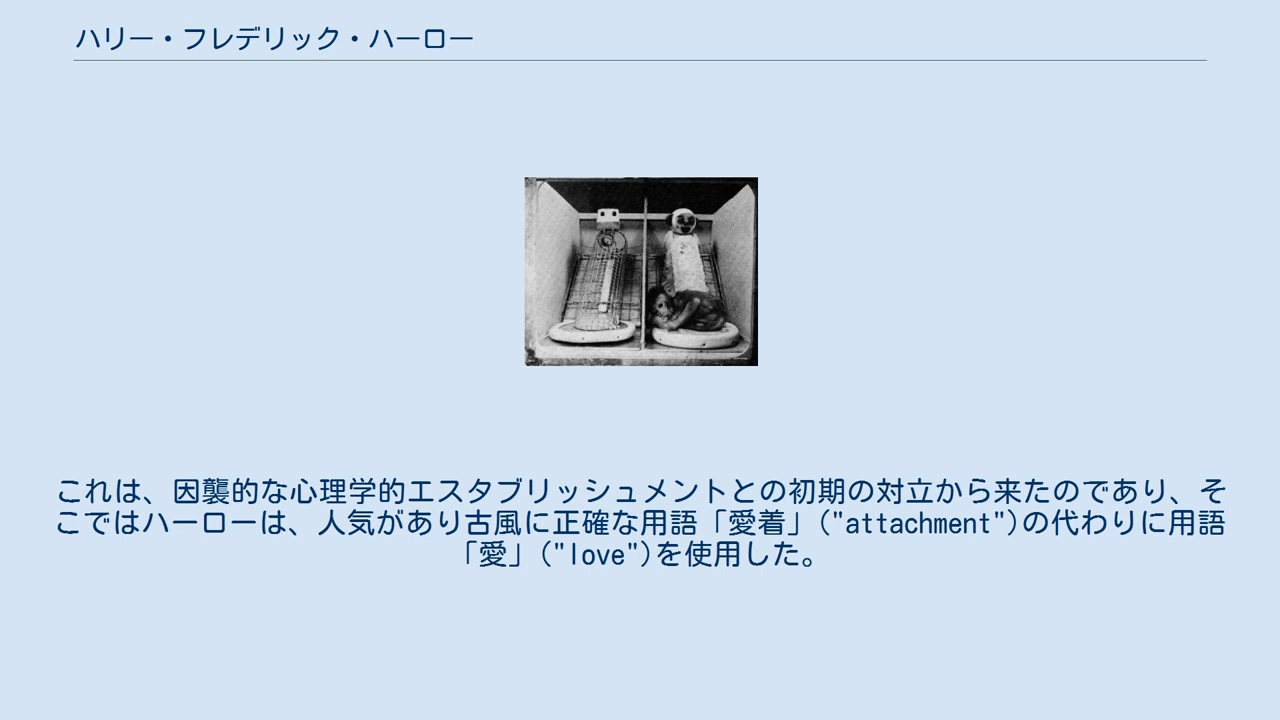 ハリー・フレデリック・ハーロー
これは、因襲的な心理学的エスタブリッシュメントとの初期の対立から来たのであり、そ
こではハーローは、人気があり古風に正確な用語「愛着」("attachment")の代わりに用語
「愛」("love")を使用した。